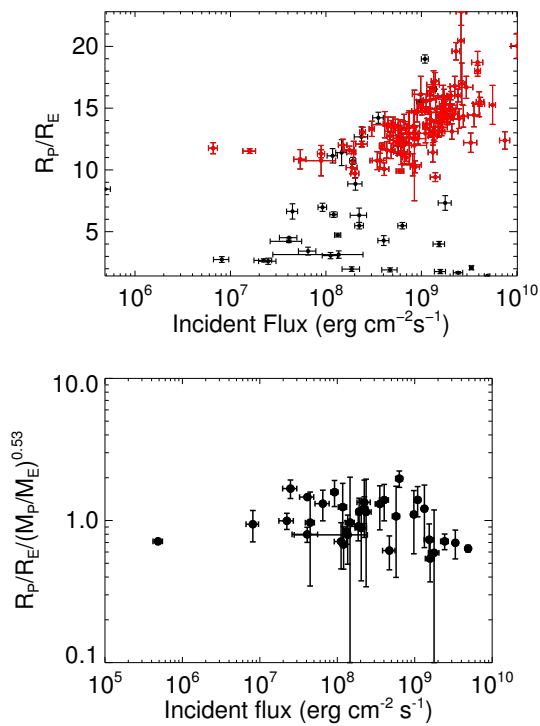 20
15
10
5
R_P/R_E
10^6 10^7 10^8 10^9 10^10
Incident Flux (erg cm^−2s^−1)
10.0
1.0
0.1
R_P/R_E/(M_P/M_E)^0.53
10^5 10^6 10^7 10^8 10^9 10^10
Incident flux (erg cm^−2 s^−1)